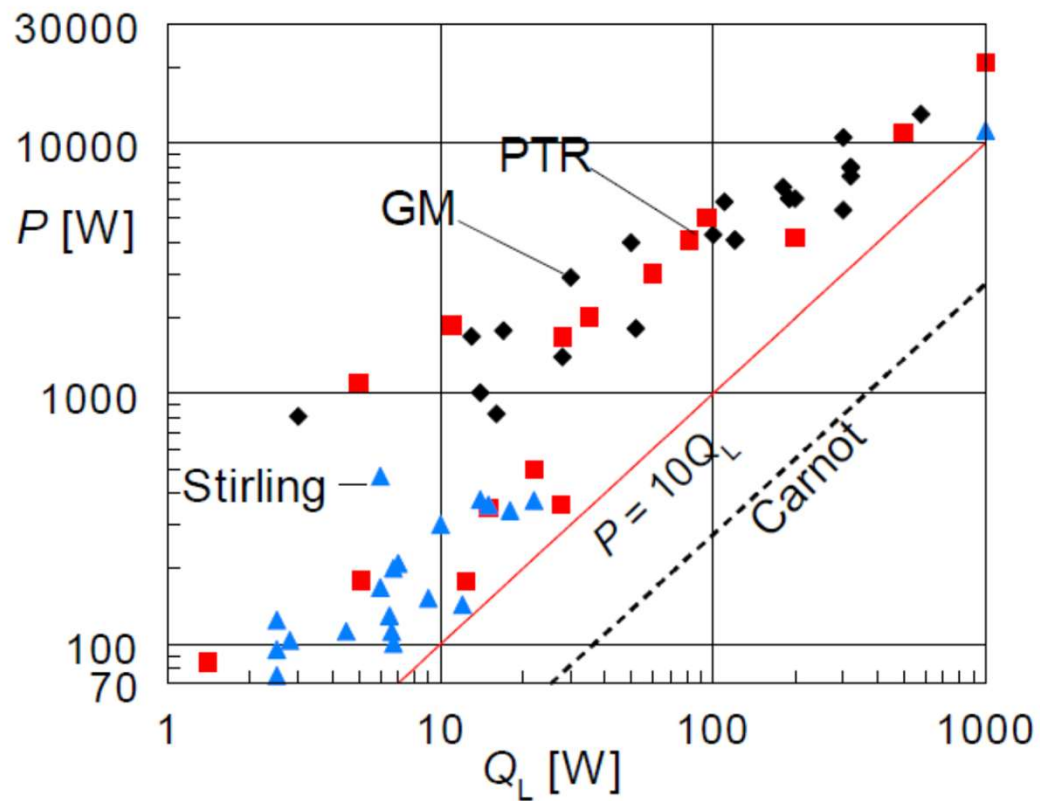 30000
10000
P [W]
1000
100
70
PTR
GM
Stirling
P = 10Q_L
Carnot
1 10 100 1000
Q_L [W]